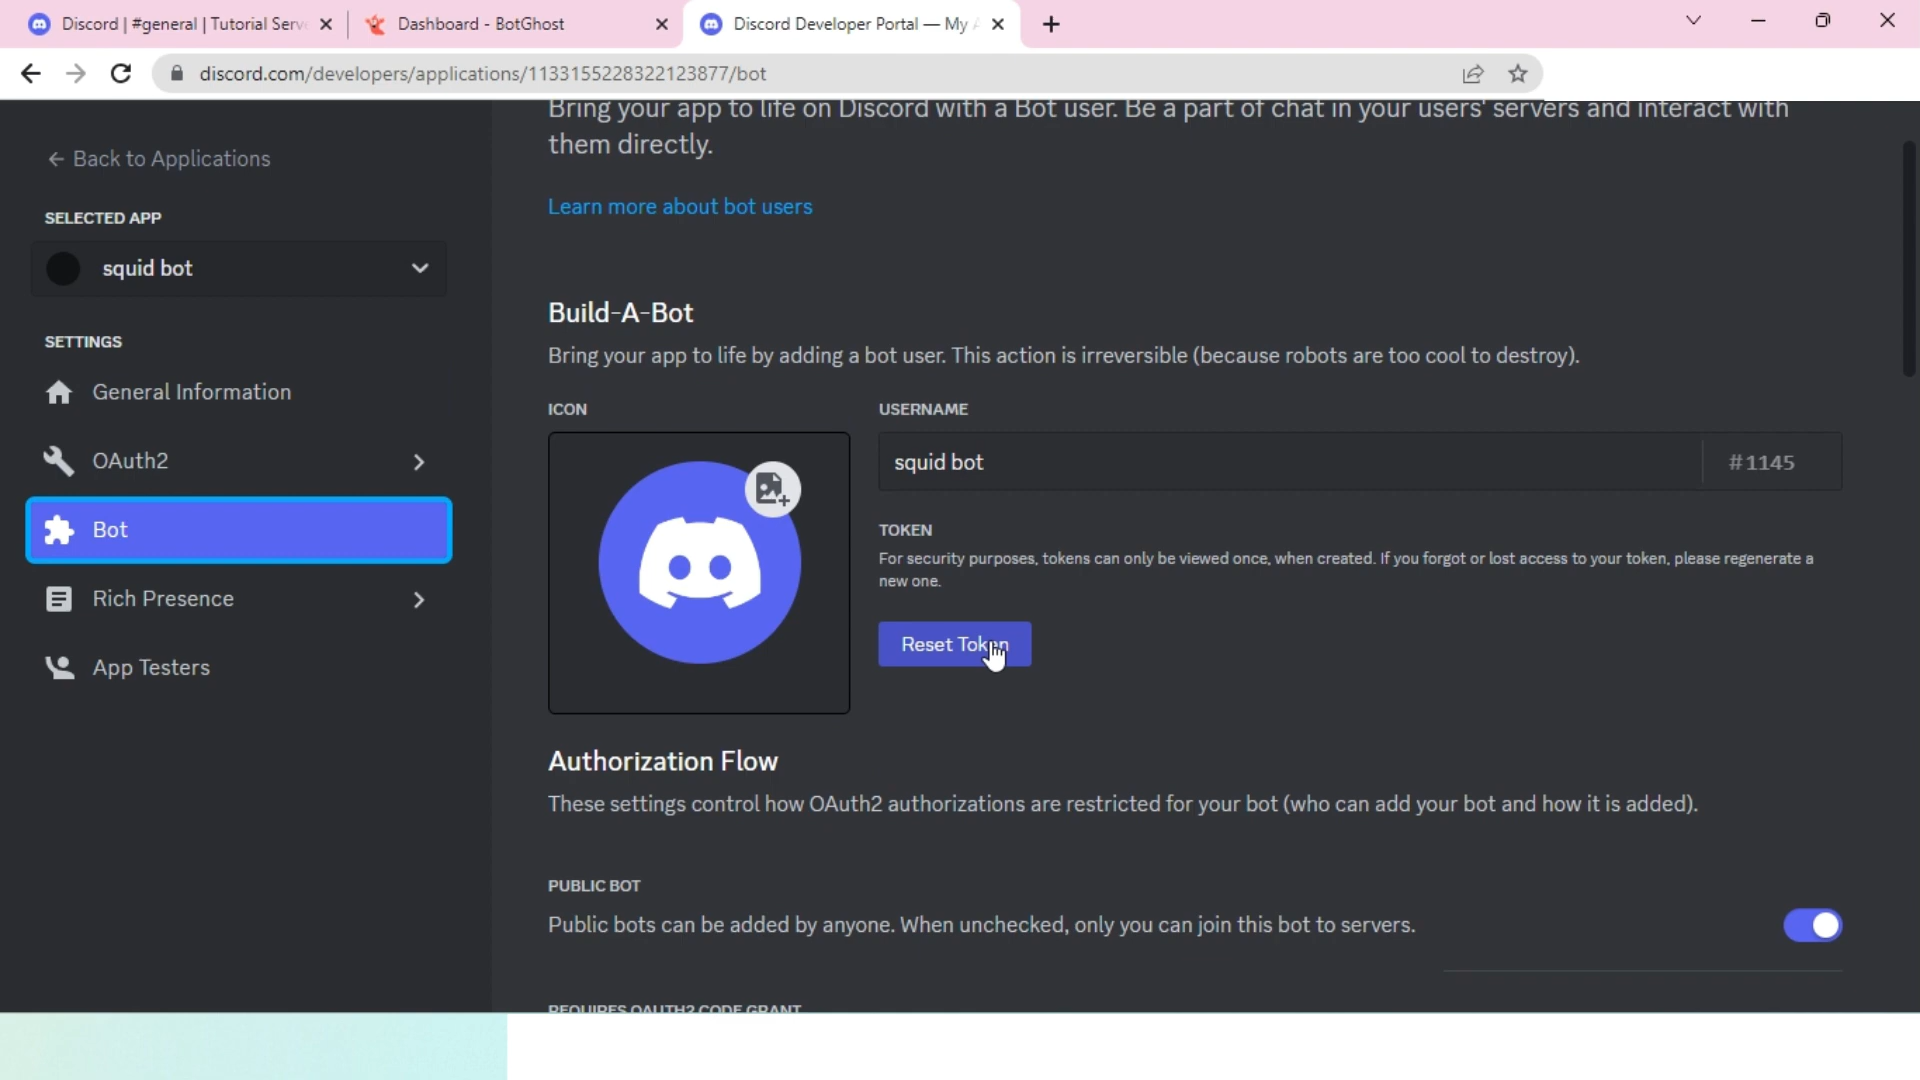 Discord | #general | Tutorial Serv
Dashboard - BotGhost
Discord Developer Portal — My A
discord.com/developers/applications/1133155228322123877/bot
Bring your app to life on Discord with a Bot user. Be a part of chat in your users' servers and interact with
them directly.
← Back to Applications
Learn more about bot users
SELECTED APP
squid bot
Build-A-Bot
SETTINGS
Bring your app to life by adding a bot user. This action is irreversible (because robots are too cool to destroy).
General Information
ICON
USERNAME
squid bot
#1145
OAuth2
Bot
TOKEN
For security purposes, tokens can only be viewed once, when created. If you forgot or lost access to your token, please regenerate a
new one.
Rich Presence
Reset Token
App Testers
Authorization Flow
These settings control how OAuth2 authorizations are restricted for your bot (who can add your bot and how it is added).
PUBLIC BOT
Public bots can be added by anyone. When unchecked, only you can join this bot to servers.
REQUIRES OAUTH2 CODE GRANT